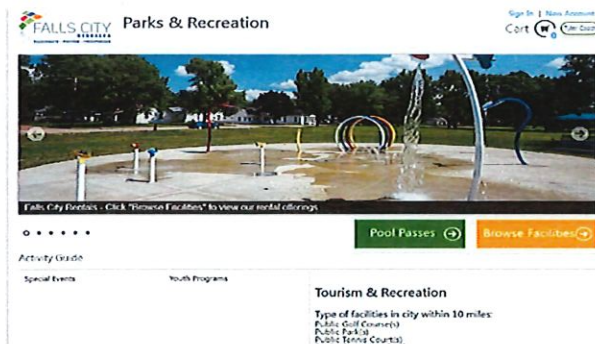 FALLS CITY
NEBRASKA
Parks & Recreation
Sign In | New Account
Cart
0
Falls City Rentals - Click "Browse Facilities" to view our rental offerings
Pool Passes
Browse Facilities
Activity Guide
Special Events
Youth Programs
Tourism & Recreation
Type of facilities in city within 10 miles:
Public Golf Course(s)
Public Park(s)
Public Tennis Court(s)